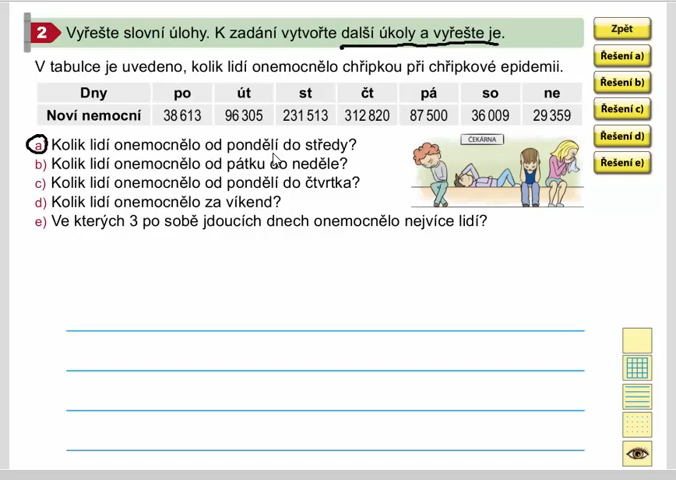 2 Vyřešte slovní úlohy. K zadání vytvořte další úkoly a vyřešte je.
V tabulce je uvedeno, kolik lidí onemocnělo chřipkou při chřipkové epidemii.
Dny po út st čt pá so ne
Noví nemocní 38 613 96 305 231 513 312 820 87 500 36 009 29 359
a) Kolik lidí onemocnělo od pondělí do středy?
b) Kolik lidí onemocnělo od pátku do neděle?
c) Kolik lidí onemocnělo od pondělí do čtvrtka?
d) Kolik lidí onemocnělo za víkend?
e) Ve kterých 3 po sobě jdoucích dnech onemocnělo nejvíce lidí?
ČEKÁRNA
Zpět
Řešení a)
Řešení b)
Řešení c)
Řešení d)
Řešení e)